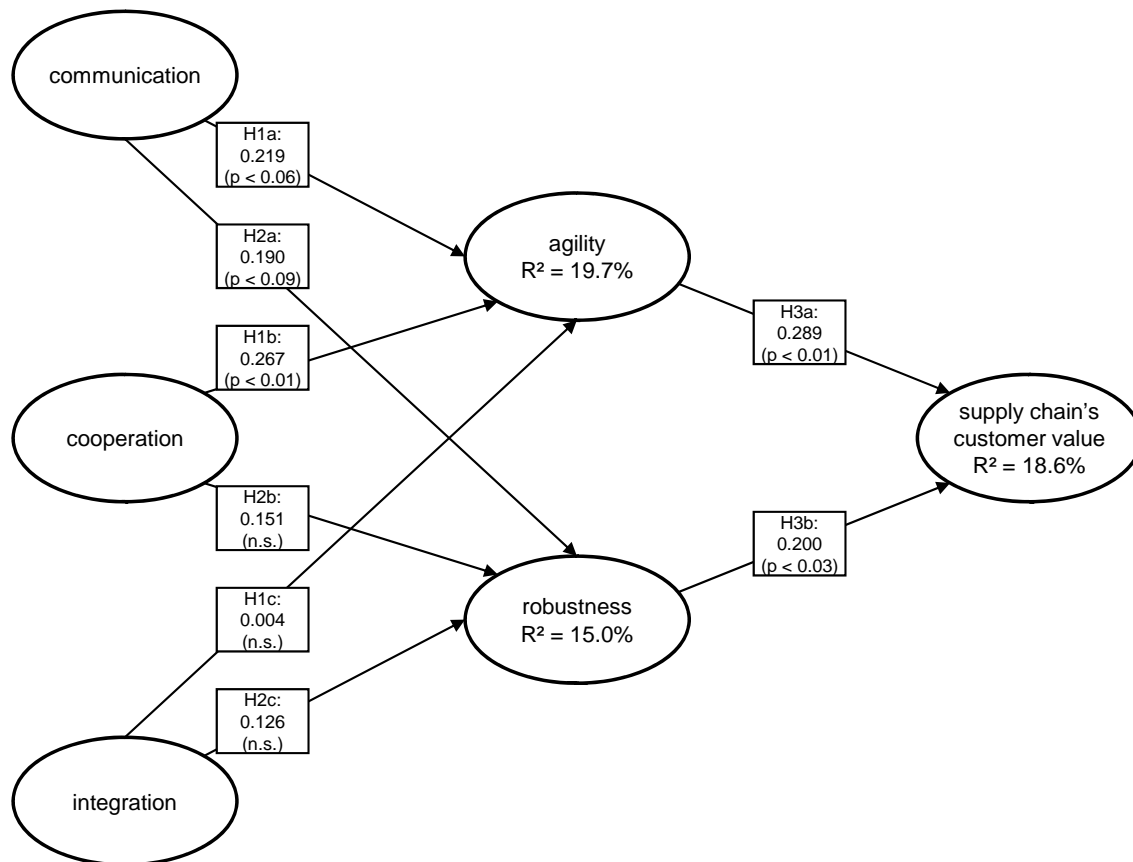 communication
H1a:
0.219
(p < 0.06)
H2a:
0.190
(p < 0.09)
agility
R² = 19.7%
H1b:
0.267
(p < 0.01)
H3a:
0.289
(p < 0.01)
cooperation
supply chain’s
customer value
R² = 18.6%
H2b:
0.151
(n.s.)
H3b:
0.200
(p < 0.03)
H1c:
0.004
(n.s.)
robustness
R² = 15.0%
H2c:
0.126
(n.s.)
integration